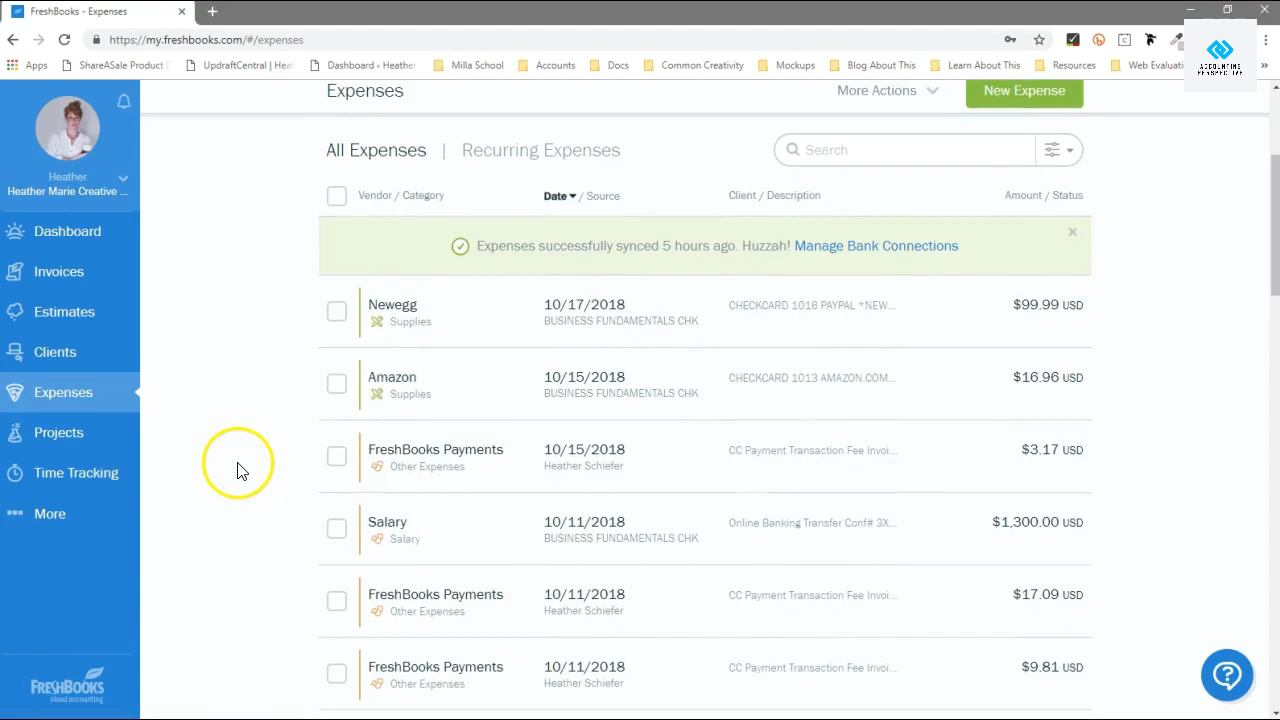 FreshBooks - Expenses
https://my.freshbooks.com/#/expenses
Apps ShareASale Product UpdraftCentral | Hea Dashboard ‹ Heathe Milla School Accounts Docs Common Creativity Mockups Blog About This Learn About This Resources Web Evaluati
ACCOUNTING
PERSPECTIVE
Heather
Heather Marie Creative ...
Dashboard
Invoices
Estimates
Clients
Expenses
Projects
Time Tracking
More
FRESHBOOKS
cloud accounting
Expenses More Actions New Expense
All Expenses | Recurring Expenses Search
Vendor / Category Date / Source Client / Description Amount / Status
Expenses successfully synced 5 hours ago. Huzzah! Manage Bank Connections
Newegg 10/17/2018 CHECKCARD 1016 PAYPAL *NEW... $99.99 USD
Supplies BUSINESS FUNDAMENTALS CHK
Amazon 10/15/2018 CHECKCARD 1013 AMAZON.COM... $16.96 USD
Supplies BUSINESS FUNDAMENTALS CHK
FreshBooks Payments 10/15/2018 CC Payment Transaction Fee Invoi... $3.17 USD
Other Expenses Heather Schiefer
Salary 10/11/2018 Online Banking Transfer Conf# 3X... $1,300.00 USD
Salary BUSINESS FUNDAMENTALS CHK
FreshBooks Payments 10/11/2018 CC Payment Transaction Fee Invoi... $17.09 USD
Other Expenses Heather Schiefer
FreshBooks Payments 10/11/2018 CC Payment Transaction Fee Invoi... $9.81 USD
Other Expenses Heather Schiefer